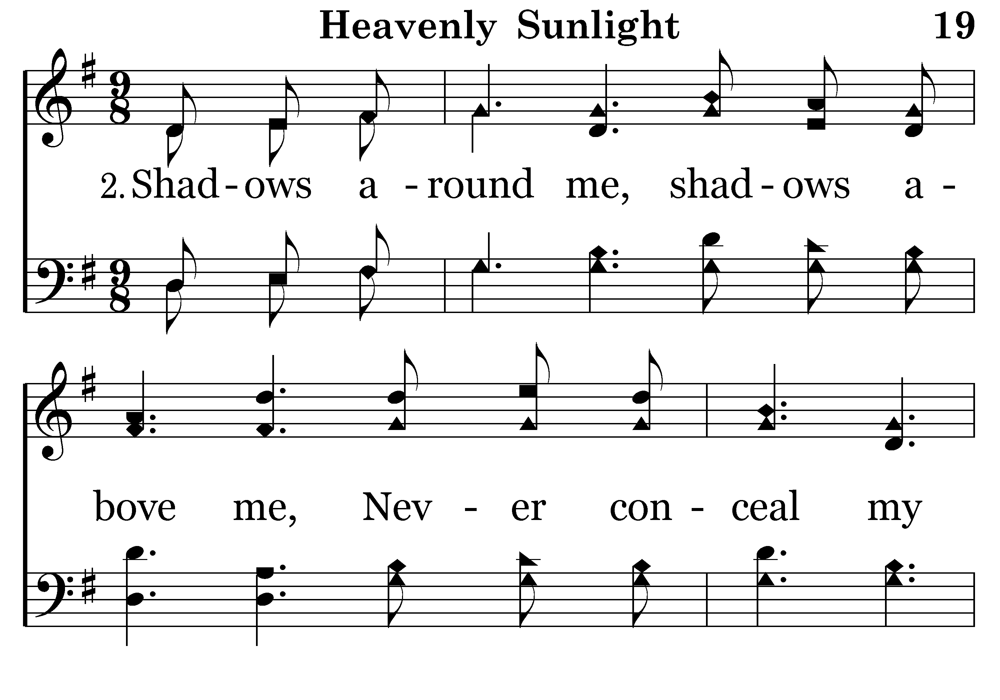 Heavenly Sunlight 19
9
8
2. Shad - ows a - round me, shad - ows a -
9
8
bove me, Nev - er con - ceal my